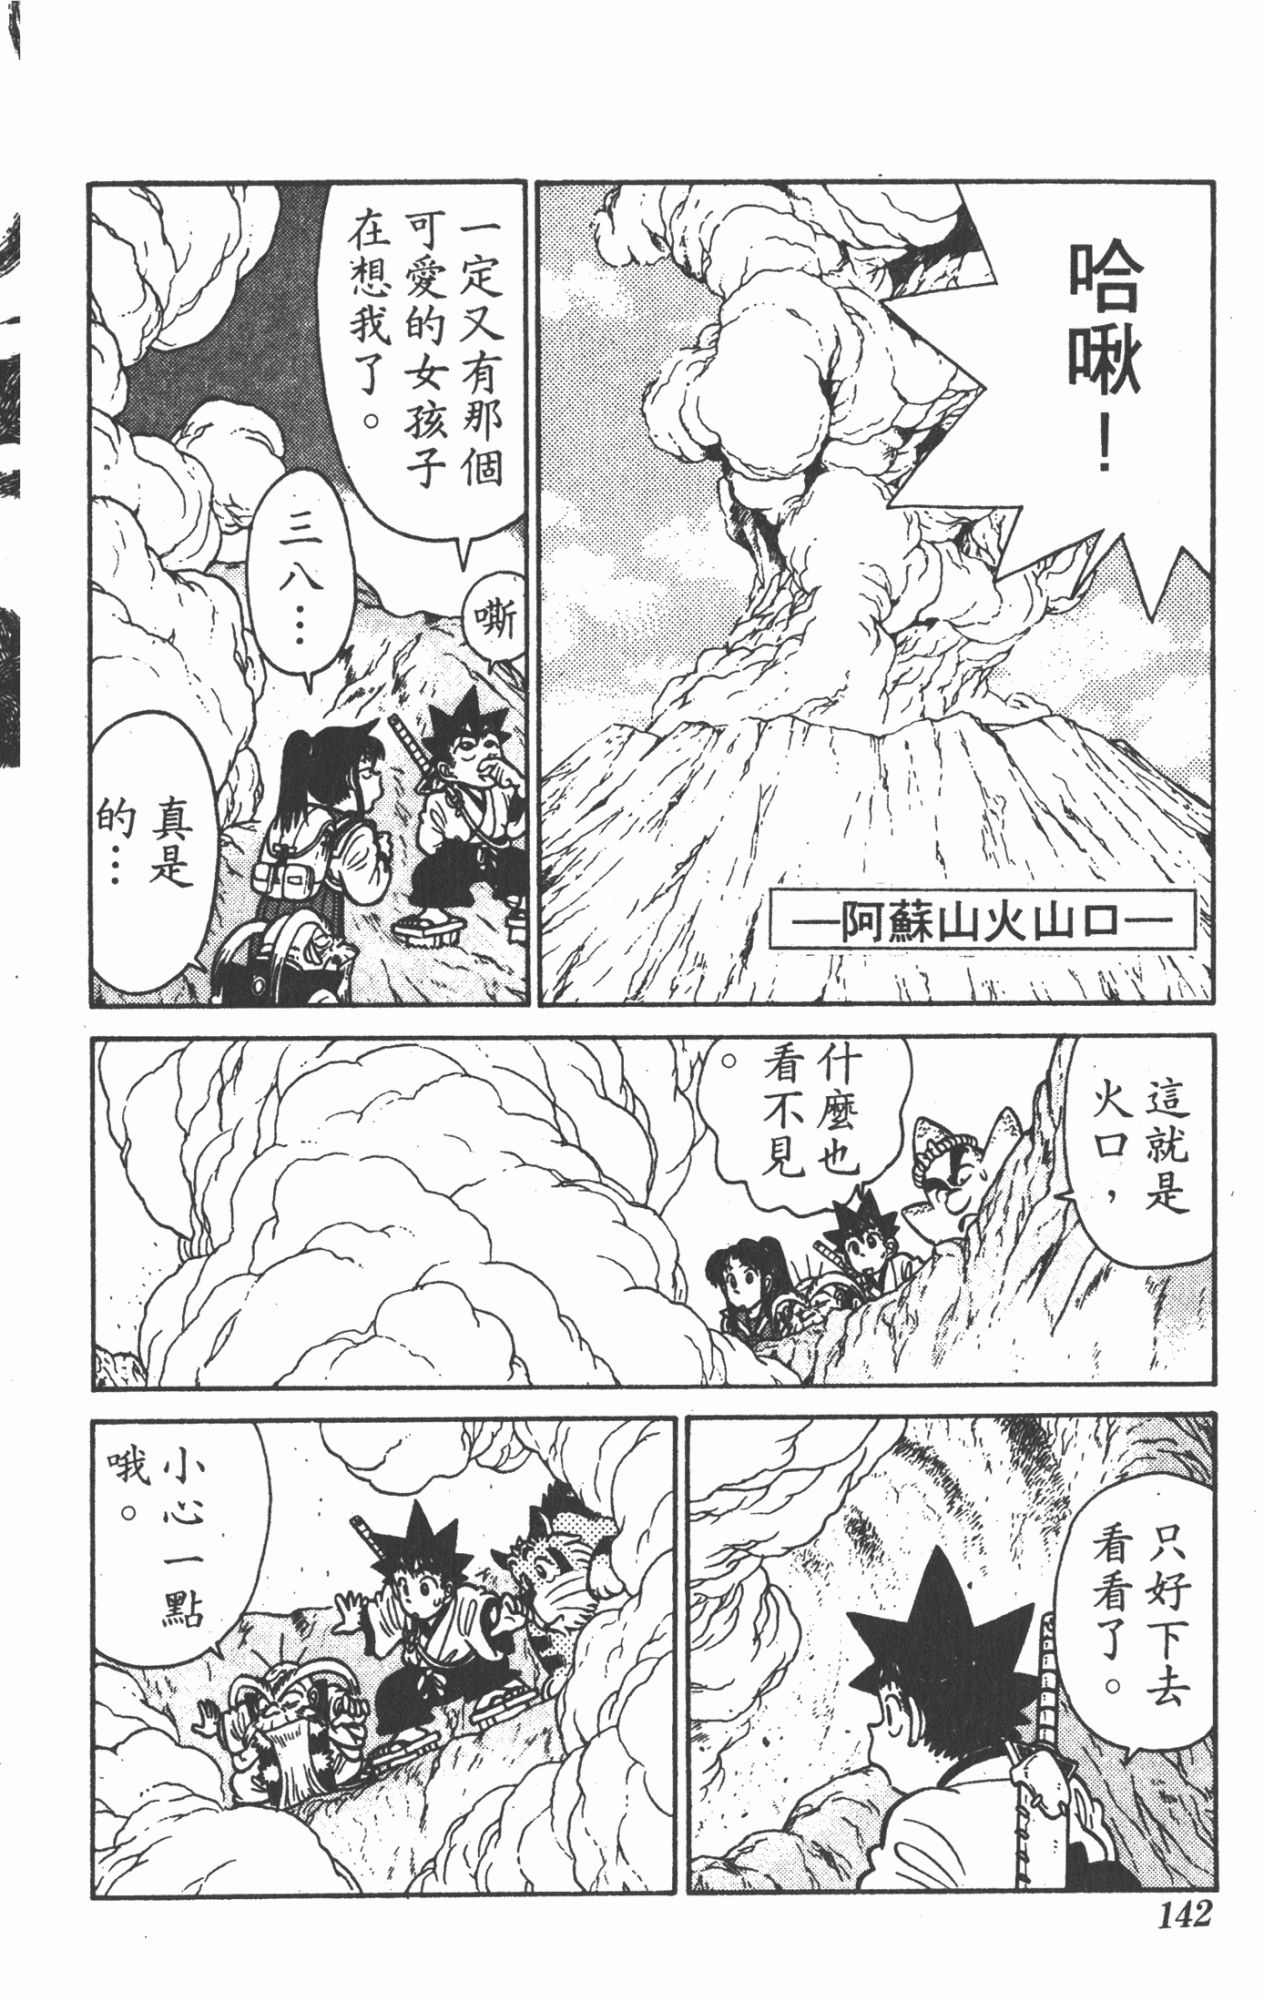 哈啾！
—阿蘇山火山口—
一定又有那個
可愛的女孩子
在想我了。
嘶
三八…
真是
的…
這就是
火口，
什麼也
看不見
。
只好下去
看看了。
小心一點
哦。
142